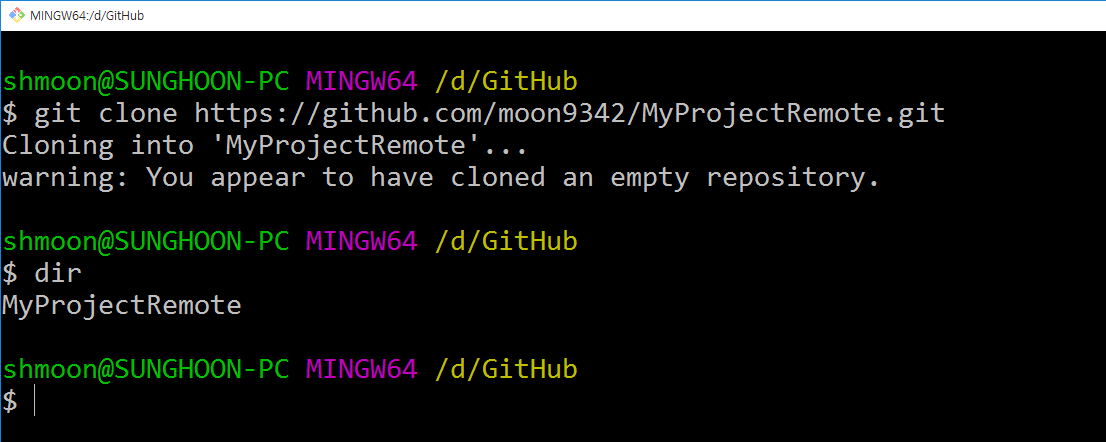 MINGW64:/d/GitHub
shmoon@SUNGHOON-PC MINGW64 /d/GitHub
$ git clone https://github.com/moon9342/MyProjectRemote.git
Cloning into 'MyProjectRemote'...
warning: You appear to have cloned an empty repository.
shmoon@SUNGHOON-PC MINGW64 /d/GitHub
$ dir
MyProjectRemote
shmoon@SUNGHOON-PC MINGW64 /d/GitHub
$